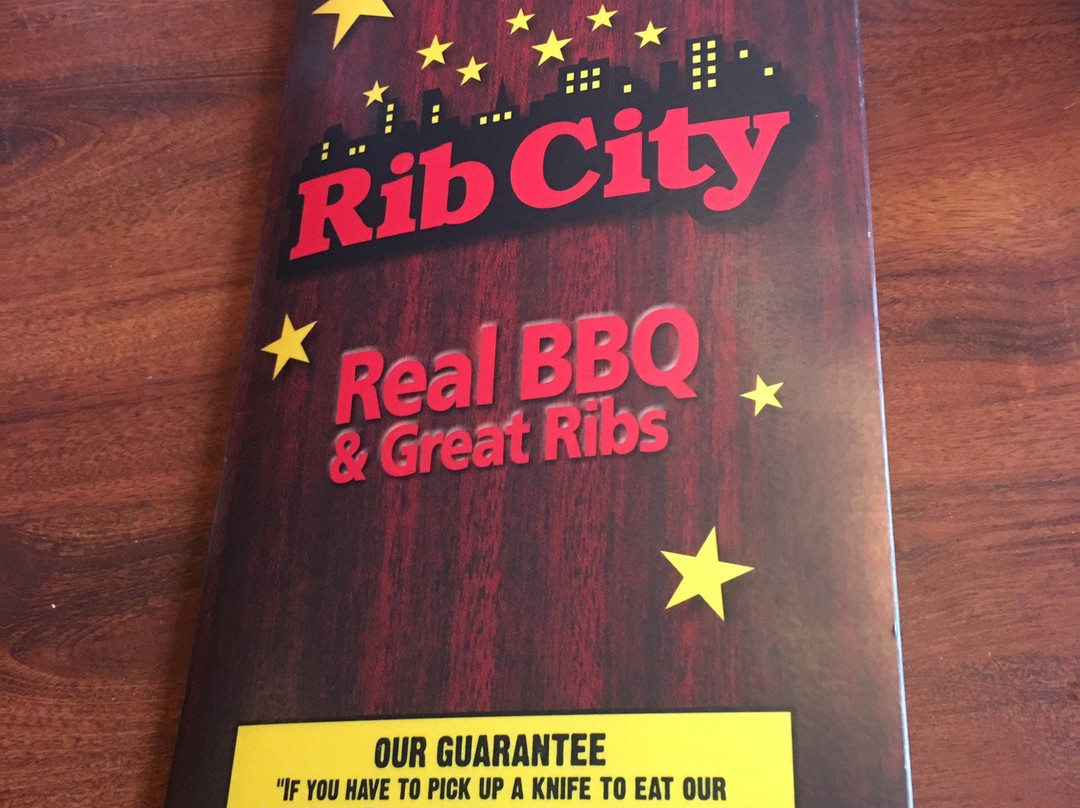 Rib City
Real BBQ
& Great Ribs
OUR GUARANTEE
"IF YOU HAVE TO PICK UP A KNIFE TO EAT OUR